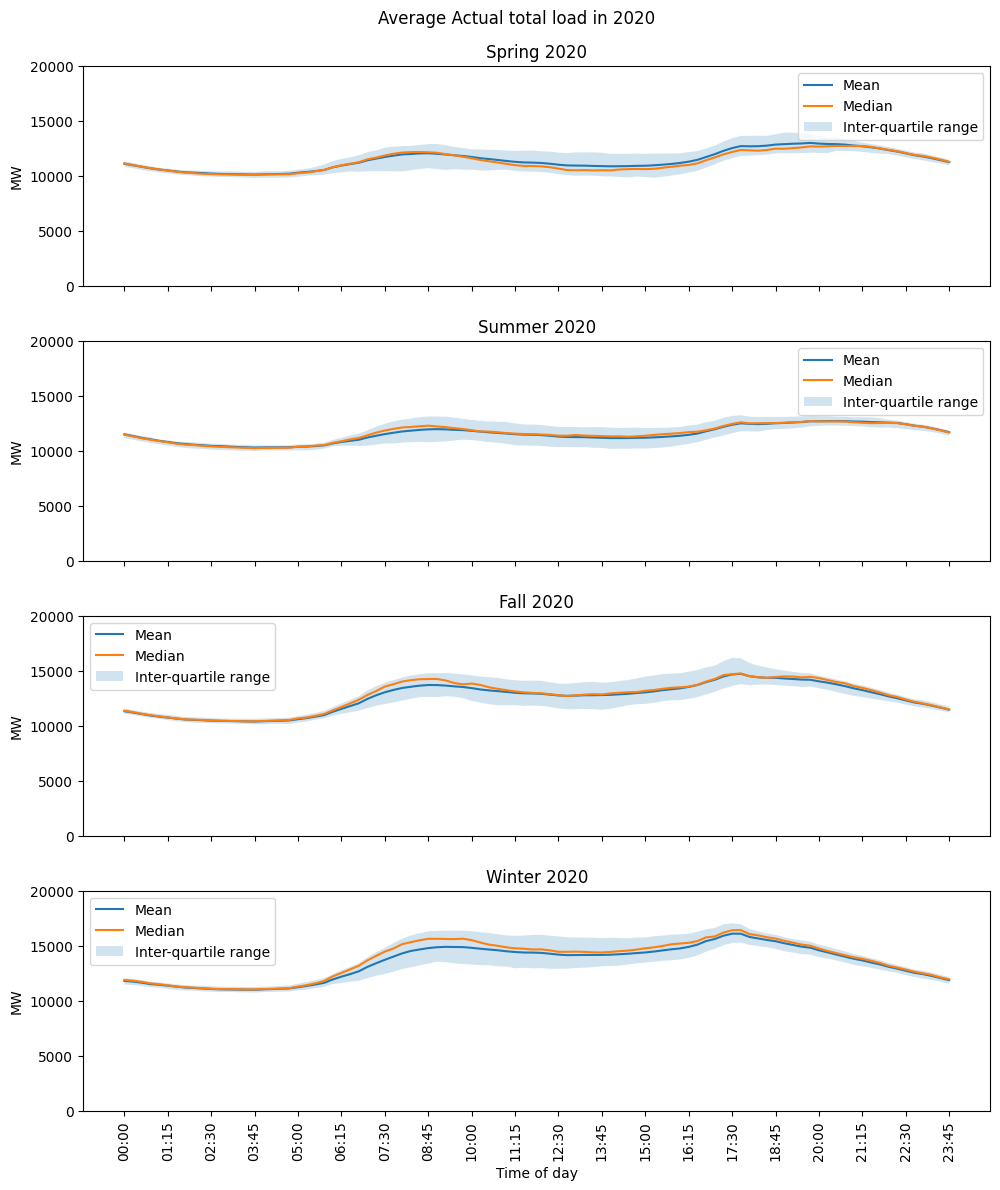 Average Actual total load in 2020
Spring 2020
20000
15000
10000
5000
0
MW
Mean
Median
Inter-quartile range
Summer 2020
20000
15000
10000
5000
0
MW
Mean
Median
Inter-quartile range
Fall 2020
20000
15000
10000
5000
0
MW
Mean
Median
Inter-quartile range
Winter 2020
20000
15000
10000
5000
0
MW
Mean
Median
Inter-quartile range
00:00
01:15
02:30
03:45
05:00
06:15
07:30
08:45
10:00
11:15
12:30
13:45
15:00
16:15
17:30
18:45
20:00
21:15
22:30
23:45
Time of day